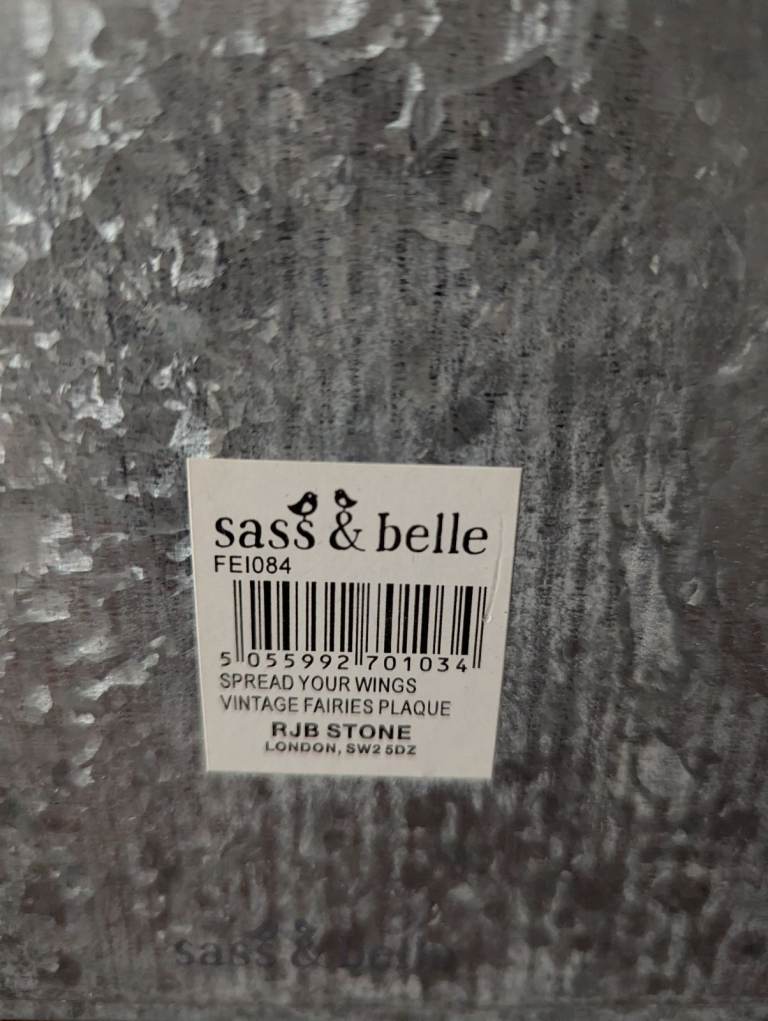 sass & belle
FEI084
5 055992 701034
SPREAD YOUR WINGS
VINTAGE FAIRIES PLAQUE
RJB STONE
LONDON, SW2 5DZ
sass & belle